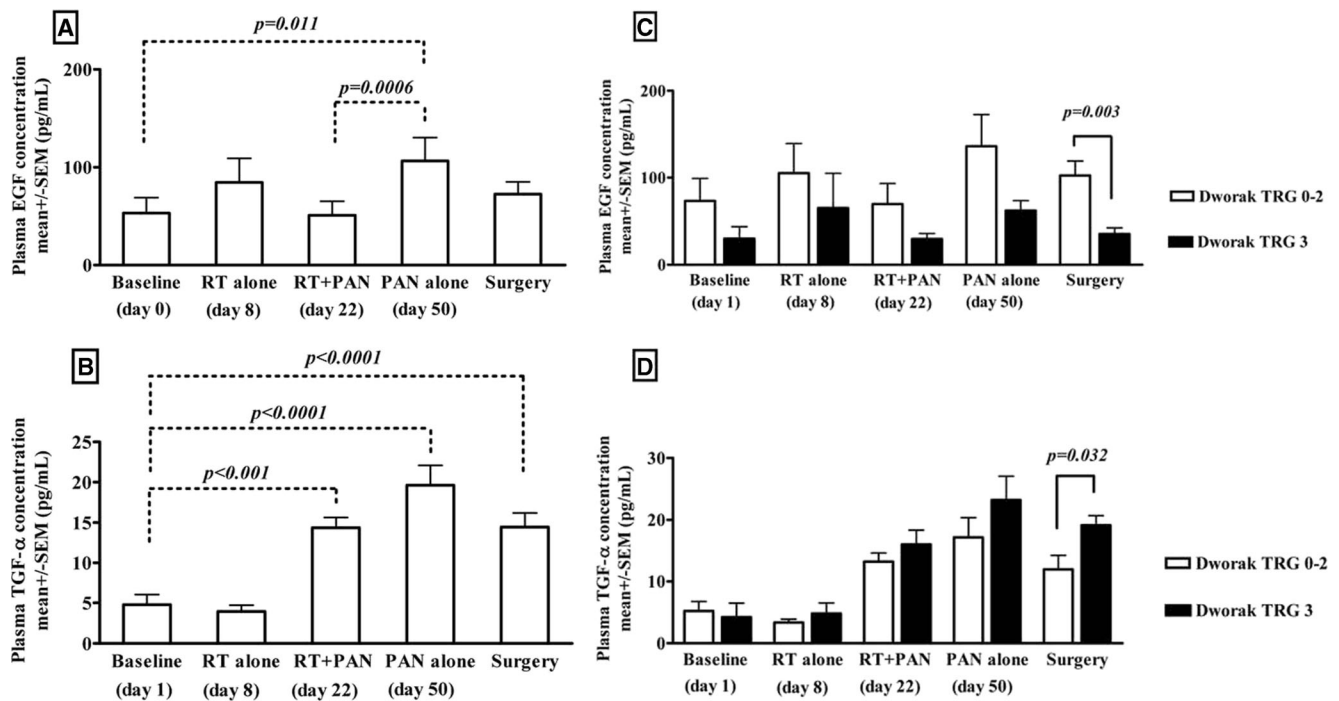 A
p=0.011
p=0.0006
Plasma EGF concentration
mean+/-SEM (pg/mL)
200
100
0
Baseline RT alone RT+PAN PAN alone Surgery
(day 0) (day 8) (day 22) (day 50)
C
p=0.003
Plasma EGF concentration
mean+/-SEM (pg/mL)
200
150
100
50
0
Baseline RT alone RT+PAN PAN alone Surgery
(day 1) (day 8) (day 22) (day 50)
Dworak TRG 0-2
Dworak TRG 3
B
p<0.0001
p<0.0001
p<0.001
Plasma TGF-α concentration
mean+/-SEM (pg/mL)
25
20
15
10
5
0
Baseline RT alone RT+PAN PAN alone Surgery
(day 1) (day 8) (day 22) (day 50)
D
p=0.032
Plasma TGF-α concentration
mean+/-SEM (pg/mL)
30
20
10
0
Baseline RT alone RT+PAN PAN alone Surgery
(day 1) (day 8) (day 22) (day 50)
Dworak TRG 0-2
Dworak TRG 3